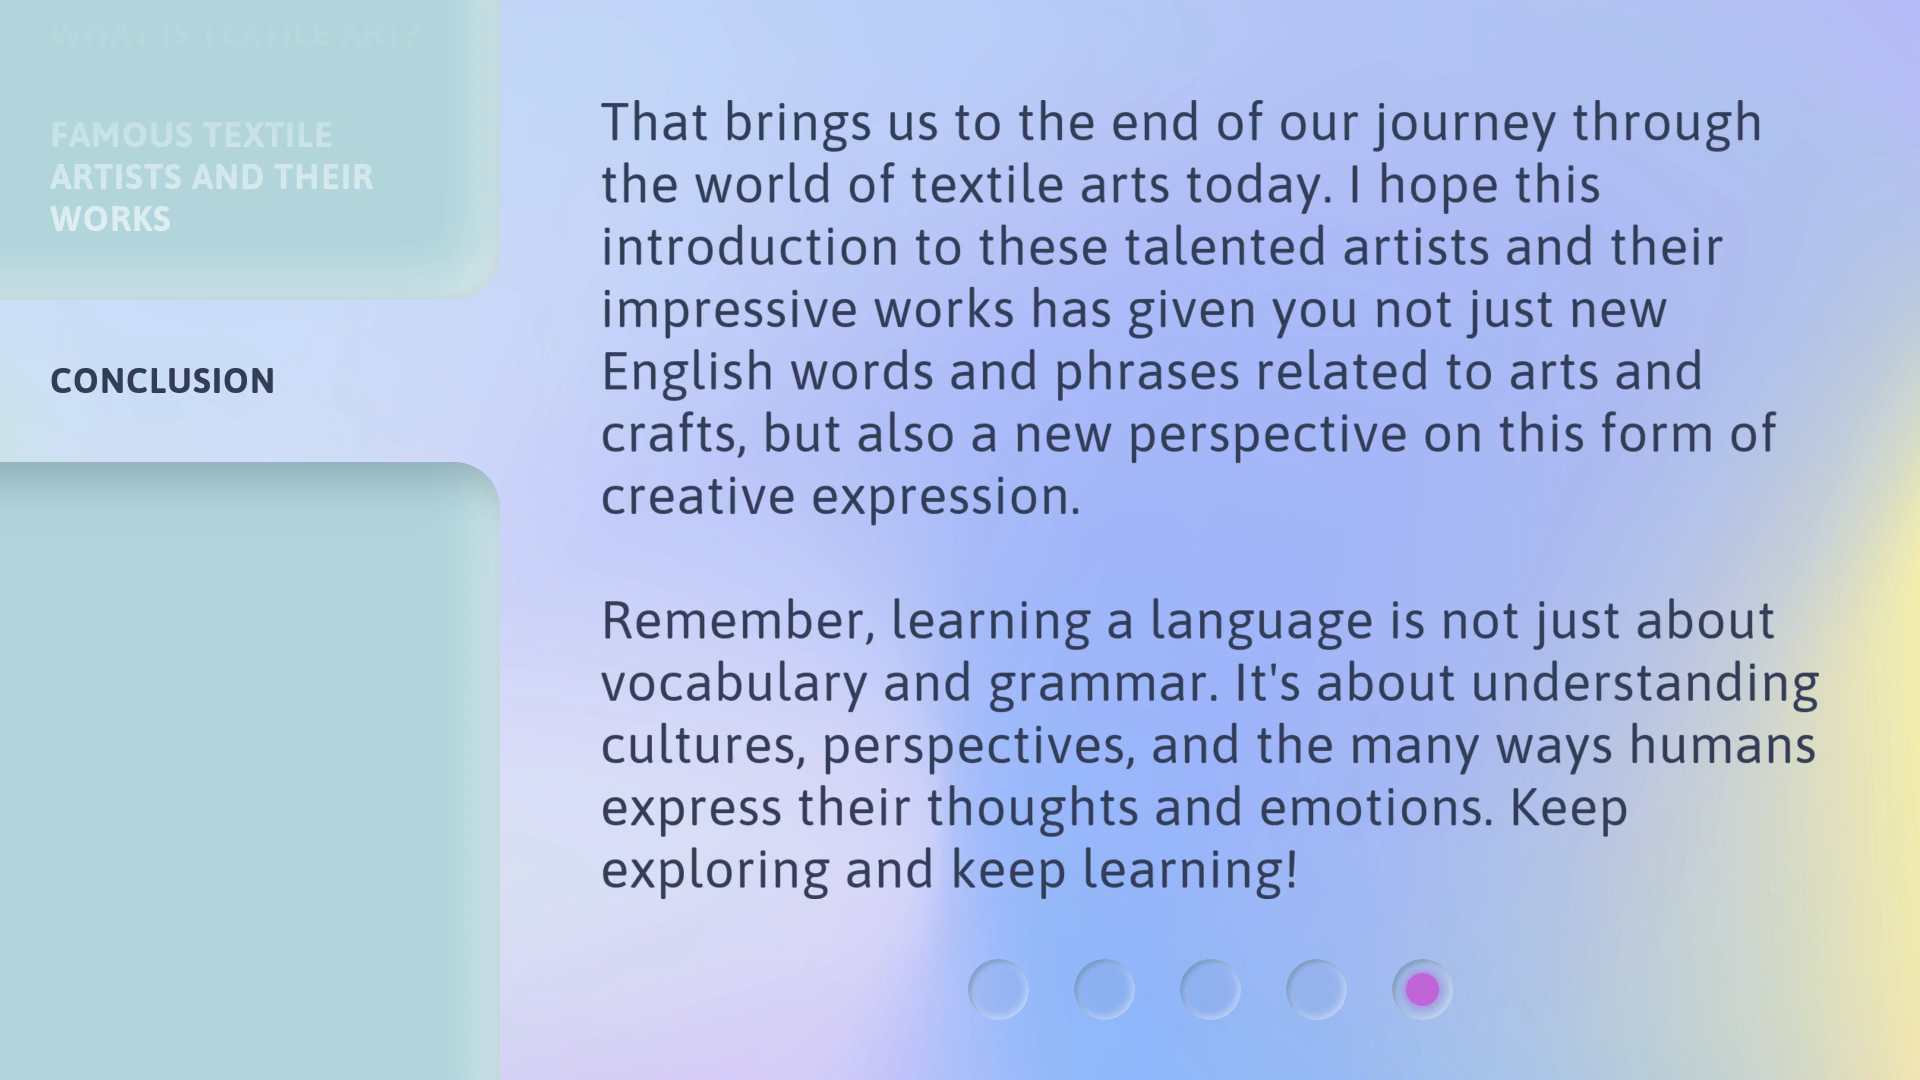 WHAT IS TEXTILE ART?
FAMOUS TEXTILE
ARTISTS AND THEIR
WORKS
CONCLUSION
That brings us to the end of our journey through
the world of textile arts today. I hope this
introduction to these talented artists and their
impressive works has given you not just new
English words and phrases related to arts and
crafts, but also a new perspective on this form of
creative expression.
Remember, learning a language is not just about
vocabulary and grammar. It's about understanding
cultures, perspectives, and the many ways humans
express their thoughts and emotions. Keep
exploring and keep learning!